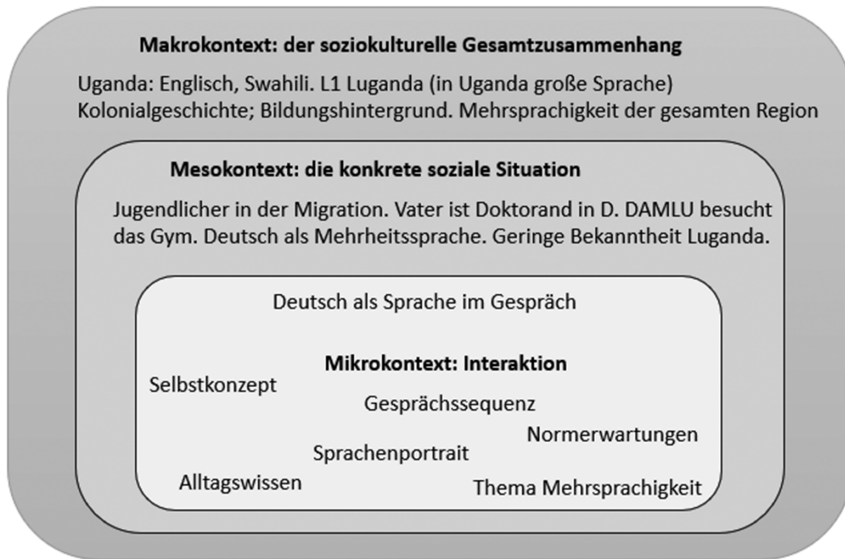 Makrokontext: der soziokulturelle Gesamtzusammenhang
Uganda: Englisch, Swahili. L1 Luganda (in Uganda große Sprache)
Kolonialgeschichte; Bildungshintergrund. Mehrsprachigkeit der gesamten Region
Mesokontext: die konkrete soziale Situation
Jugendlicher in der Migration. Vater ist Doktorand in D. DAMLU besucht
das Gym. Deutsch als Mehrheitssprache. Geringe Bekanntheit Luganda.
Deutsch als Sprache im Gespräch
Mikrokontext: Interaktion
Selbstkonzept
Gesprächssequenz
Normerwartungen
Sprachenportrait
Alltagswissen
Thema Mehrsprachigkeit